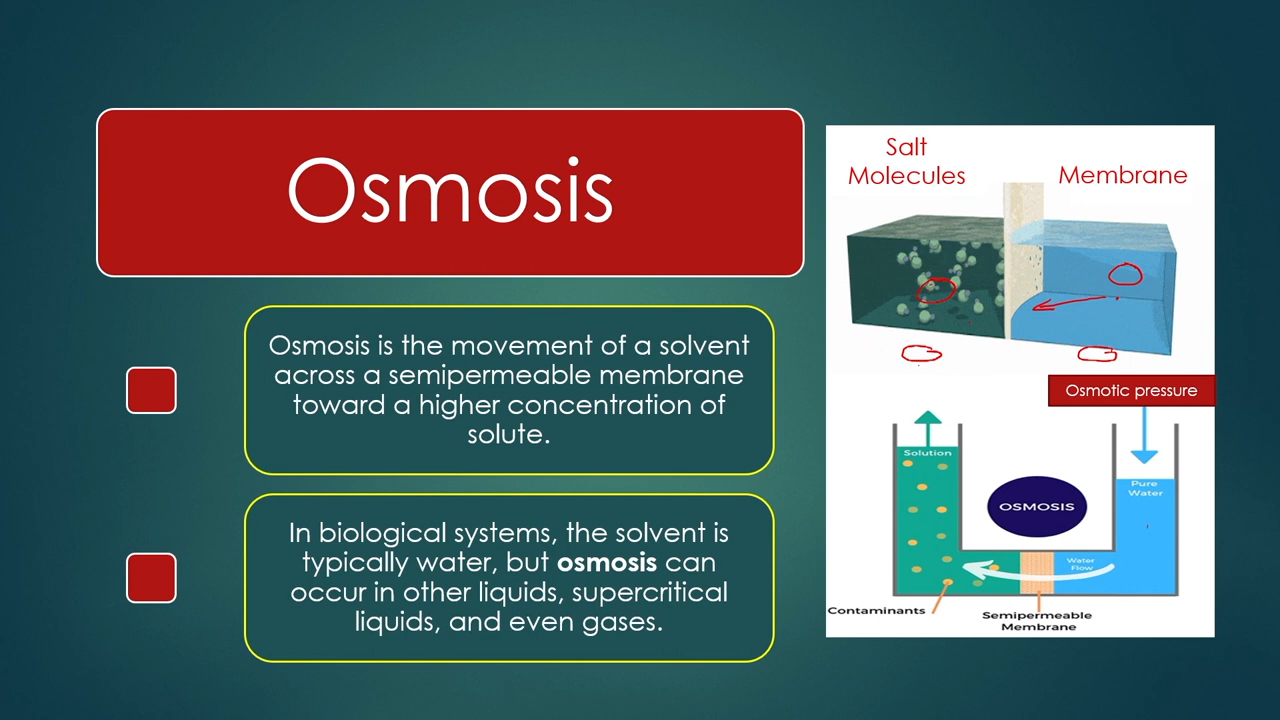 Osmosis
Osmosis is the movement of a solvent
across a semipermeable membrane
toward a higher concentration of
solute.
In biological systems, the solvent is
typically water, but osmosis can
occur in other liquids, supercritical
liquids, and even gases.
Salt
Molecules
Membrane
Osmotic pressure
Solution
Pure
Water
OSMOSIS
Water
Flow
Contaminants
Semipermeable
Membrane